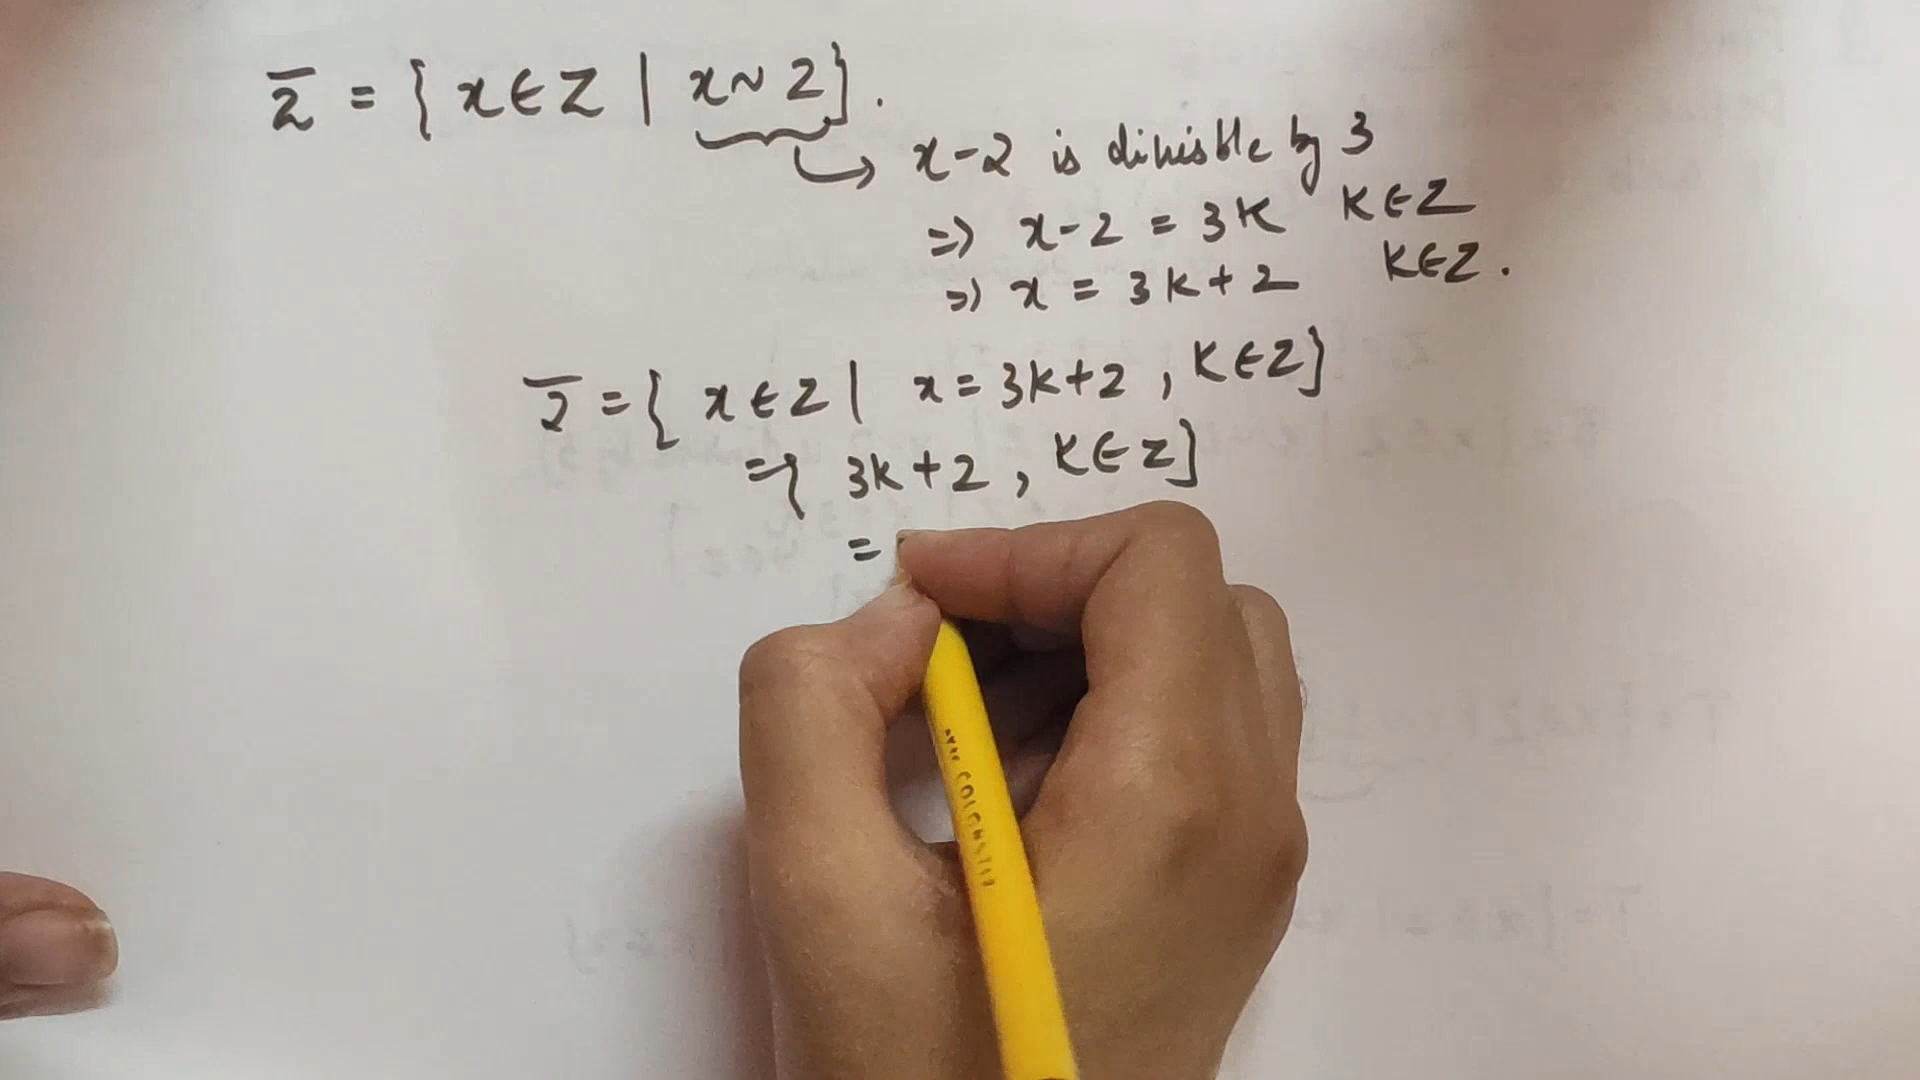 2̅ = { x ∈ Z | x ~ 2 } .
x-2 is divisible by 3
=> x-2 = 3k k ∈ Z
=> x = 3k+2 k ∈ Z .
2̅ = { x ∈ Z | x = 3k+2 , k ∈ Z }
= { 3k+2 , k ∈ Z }
=